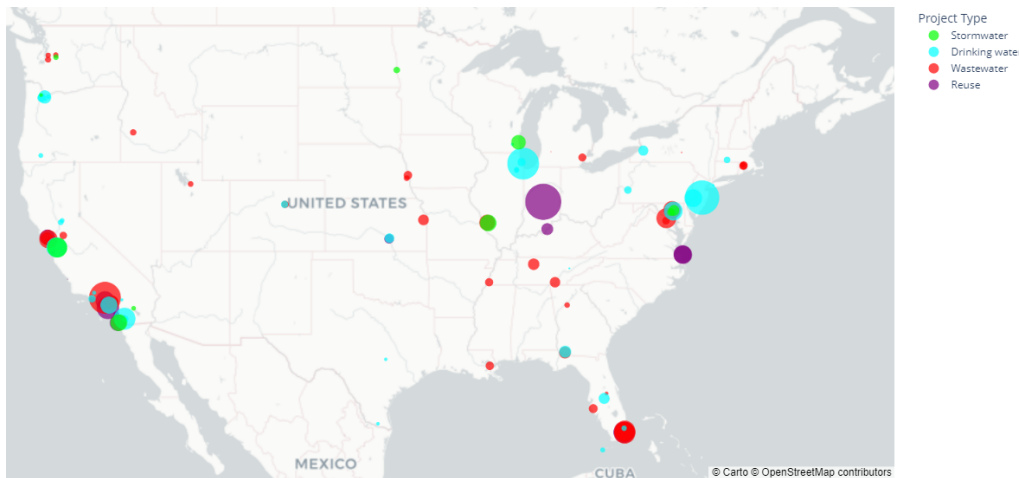 Project Type
Stormwater
Drinking wate
Wastewater
Reuse
UNITED STATES
MEXICO
CUBA
© Carto © OpenStreetMap contributors